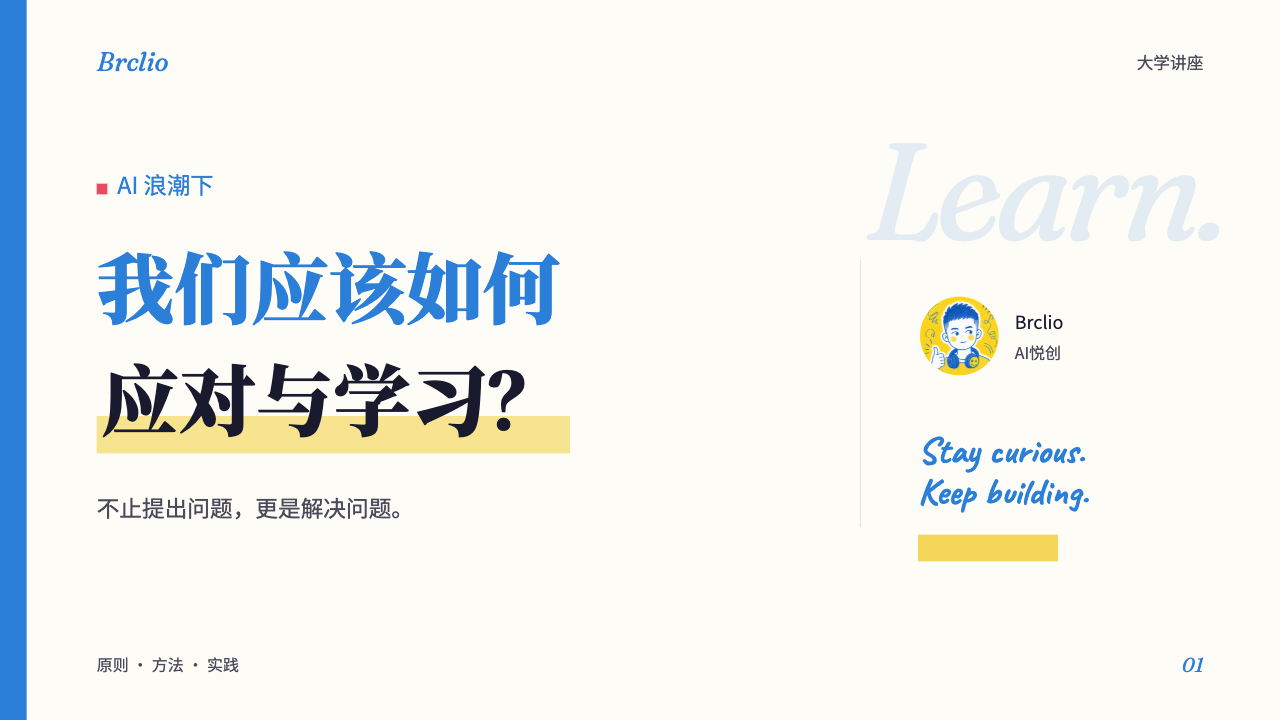 Brclio
大学讲座
AI 浪潮下
Learn.
我们应该如何
应对与学习?
不止提出问题，更是解决问题。
Brclio
AI悦创
Stay curious.
Keep building.
原则 · 方法 · 实践
01